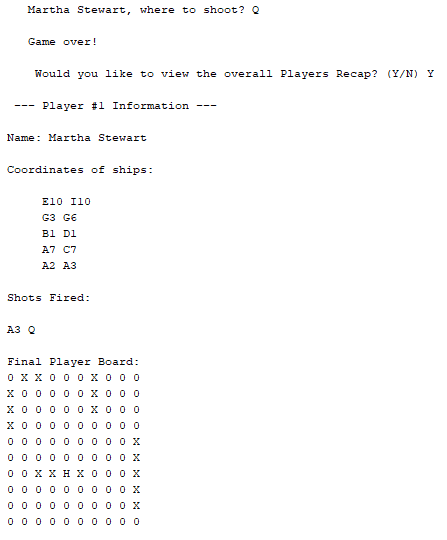 Martha Stewart, where to shoot? Q
Game over!
Would you like to view the overall Players Recap? (Y/N) Y
--- Player #1 Information ---
Name: Martha Stewart
Coordinates of ships:
E10 I10
G3 G6
B1 D1
A7 C7
A2 A3
Shots Fired:
A3 Q
Final Player Board:
0 X X 0 0 0 X 0 0 0
X 0 0 0 0 0 X 0 0 0
X 0 0 0 0 0 X 0 0 0
X 0 0 0 0 0 0 0 0 0
0 0 0 0 0 0 0 0 0 X
0 0 0 0 0 0 0 0 0 X
0 0 X X H X 0 0 0 X
0 0 0 0 0 0 0 0 0 X
0 0 0 0 0 0 0 0 0 X
0 0 0 0 0 0 0 0 0 0